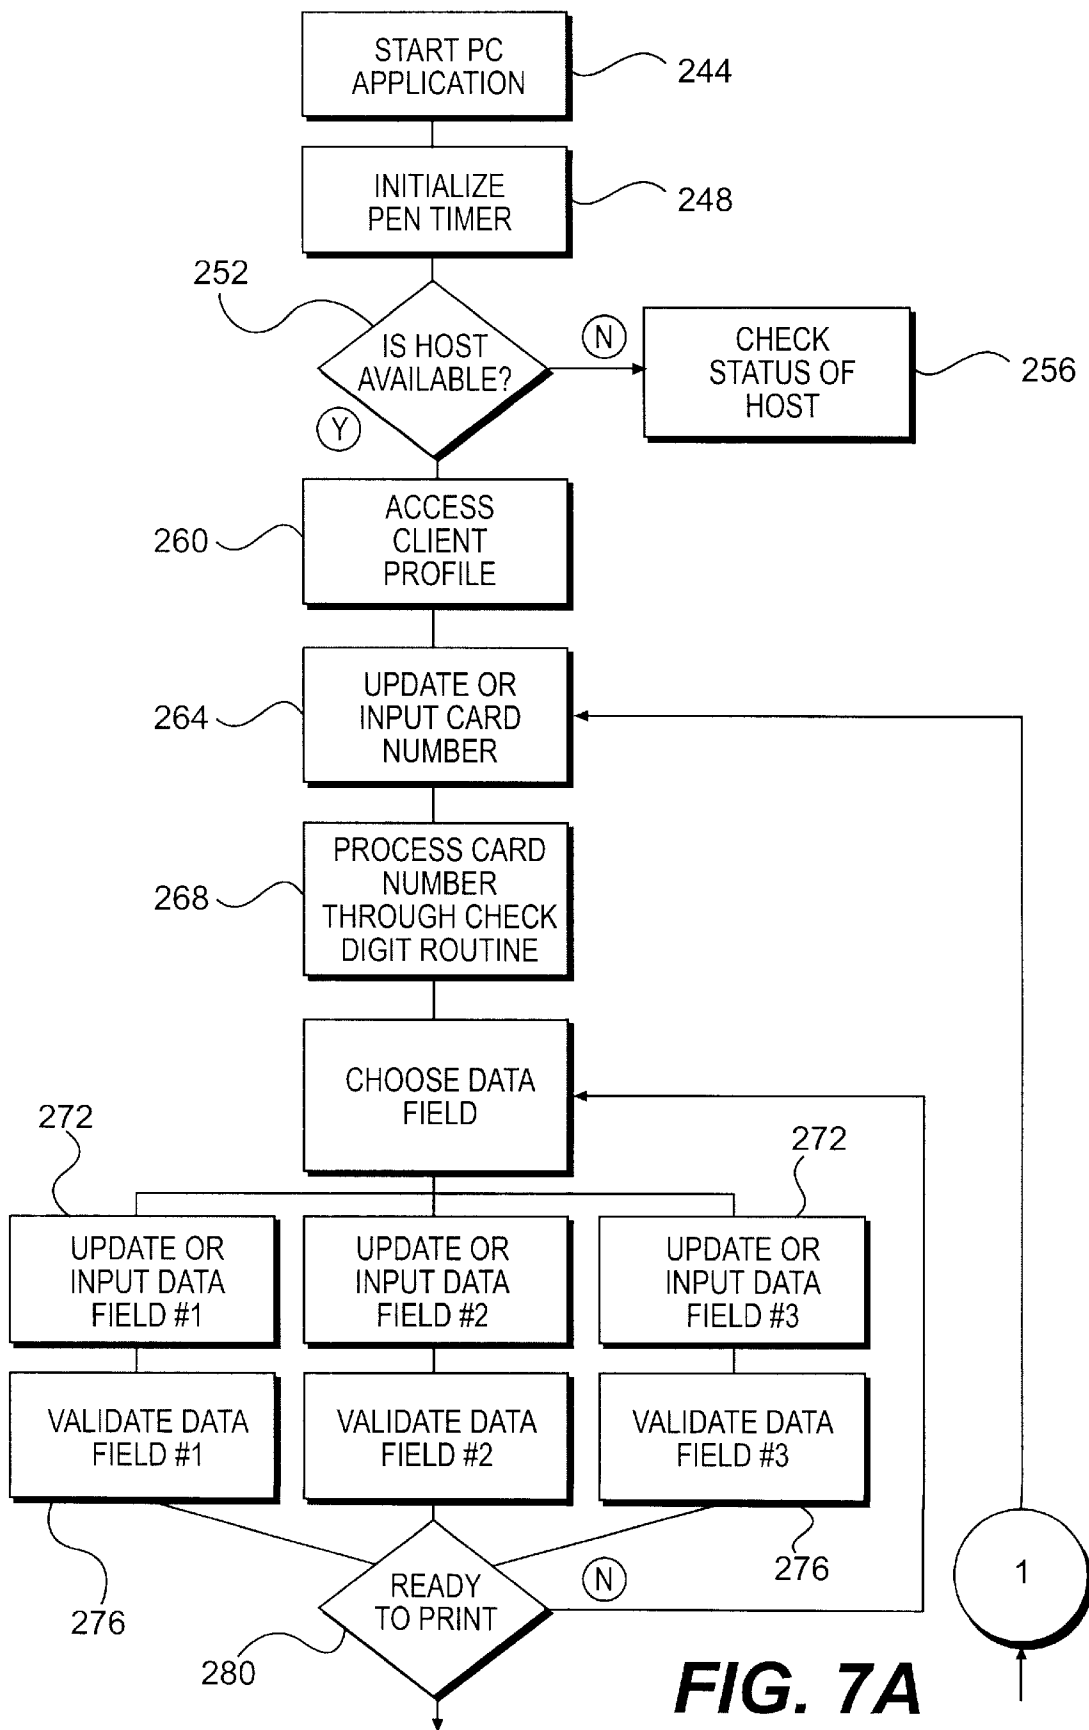 START PC
APPLICATION
244
INITIALIZE
PEN TIMER
248
252
IS HOST
AVAILABLE?
N
CHECK
STATUS OF
HOST
256
Y
ACCESS
CLIENT
PROFILE
260
UPDATE OR
INPUT CARD
NUMBER
264
PROCESS CARD
NUMBER
THROUGH CHECK
DIGIT ROUTINE
268
CHOOSE DATA
FIELD
272
272
UPDATE OR
INPUT DATA
FIELD #1
UPDATE OR
INPUT DATA
FIELD #2
UPDATE OR
INPUT DATA
FIELD #3
VALIDATE DATA
FIELD #1
VALIDATE DATA
FIELD #2
VALIDATE DATA
FIELD #3
276
276
READY
TO PRINT
N
280
1
FIG. 7A